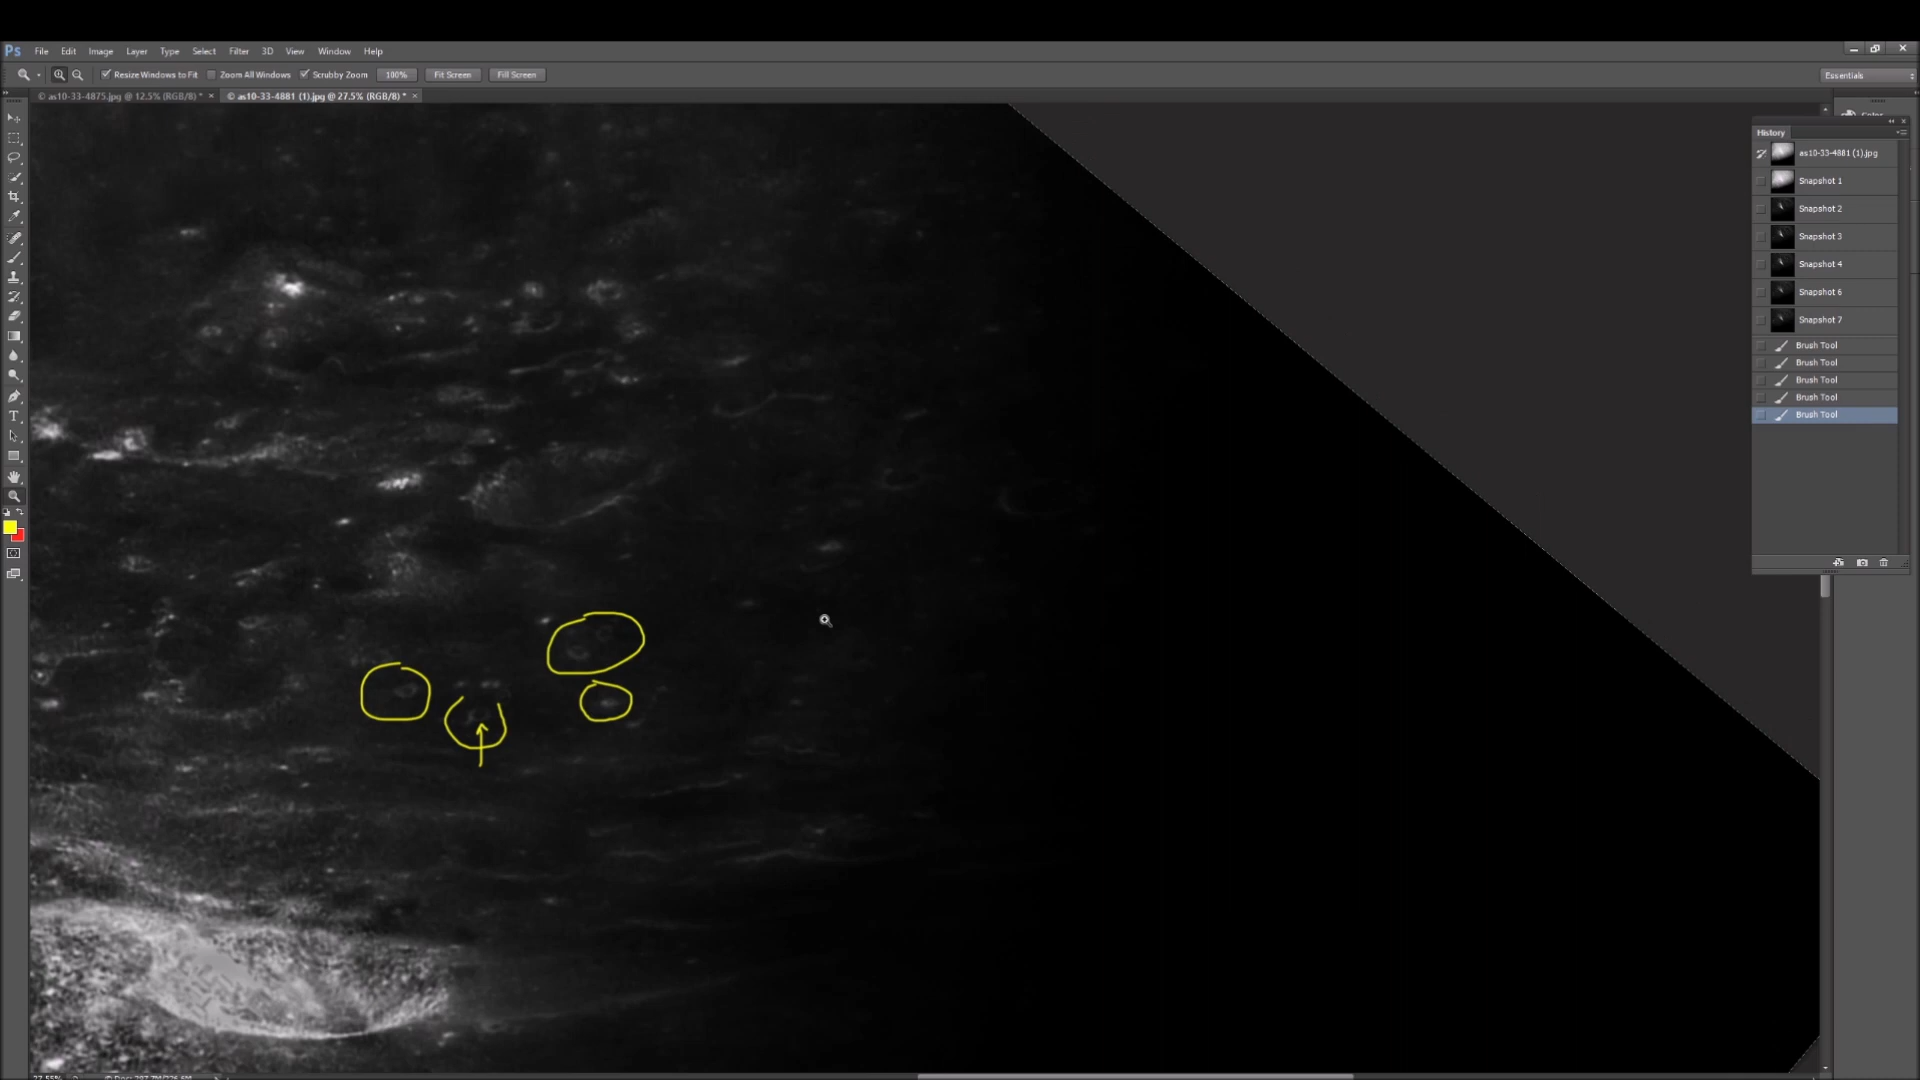 Ps File Edit Image Layer Type Select Filter 3D View Window Help
Resize Windows to Fit Zoom All Windows Scrubby Zoom 100% Fit Screen Fill Screen Essentials
© as10-33-4875.jpg @ 12.5% (RGB/8) * × © as10-33-4881 (1).jpg @ 27.5% (RGB/8) * ×
Color
History
as10-33-4881 (1).jpg
Snapshot 1
Snapshot 2
Snapshot 3
Snapshot 4
Snapshot 6
Snapshot 7
Brush Tool
Brush Tool
Brush Tool
Brush Tool
Brush Tool
T